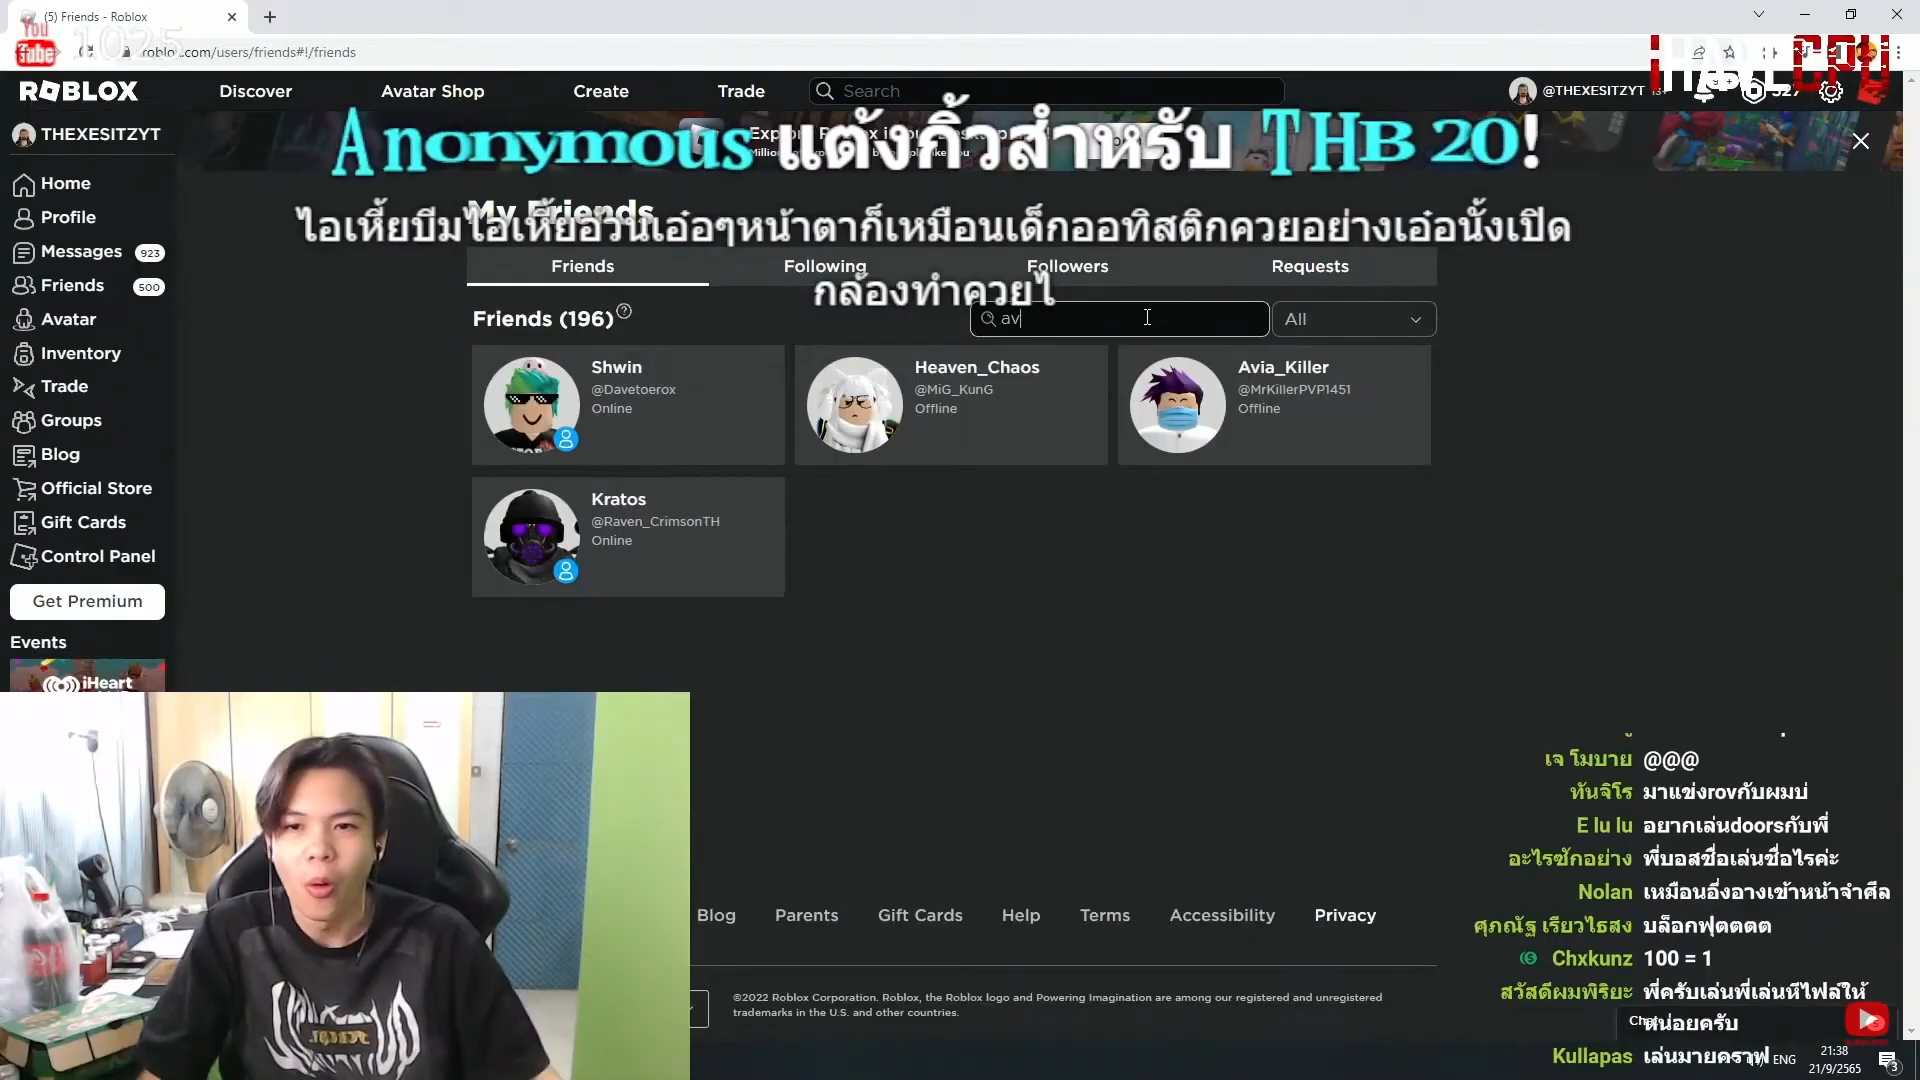 (5) Friends - Roblox
You
Tube
1025
roblox.com/users/friends#!/friends
ROBLOX
Discover
Avatar Shop
Create
Trade
Search
@THEXESITZYT
THEXESITZYT
Anonymous แต้งกิ้วสำหรับ THB 20!
ไอเหี้ยบีมไอเหี้ยอ้วนเอ๋อๆหน้าตาก็เหมือนเด็กออทิสติกควยอย่างเอ๋อนั้งเปิด
กล้องทำควยไ
My Friends
Home
Profile
Messages
923
Friends
500
Avatar
Inventory
Trade
Groups
Blog
Official Store
Gift Cards
Control Panel
Get Premium
Events
iHeart
Friends
Following
Followers
Requests
Friends (196)
av
All
Shwin
@Davetoerox
Online
Heaven_Chaos
@MiG_KunG
Offline
Avia_Killer
@MrKillerPVP1451
Offline
Kratos
@Raven_CrimsonTH
Online
เจ โมบาย @@@
ทันจิโร มาแข่งrovกับผมบ่
E lu lu อยากเล่นdoorsกับพี่
อะไรซักอย่าง พี่บอสชื่อเล่นชื่อไรค่ะ
Nolan เหมือนอึ่งอางเข้าหน้าจำศีล
ศุภณัฐ เรียวไธสง บล็อกฟุตตตต
Chxkunz 100 = 1
สวัสดีผมพิริยะ พี่ครับเล่นพี่เล่นหีไฟล์ให้
หน่อยครับ
Kullapas เล่นมายคราฟ
Blog
Parents
Gift Cards
Help
Terms
Accessibility
Privacy
©2022 Roblox Corporation. Roblox, the Roblox logo and Powering Imagination are among our registered and unregistered
trademarks in the U.S. and other countries.
ENG
21:38
21/9/2565
3